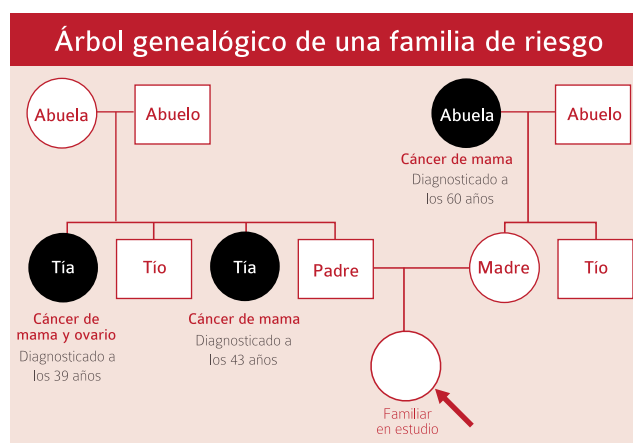 Árbol genealógico de una familia de riesgo
Abuela
Abuelo
Abuela
Abuelo
Cáncer de mama
Diagnosticado a
los 60 años
Tía
Tío
Tía
Padre
Madre
Tío
Cáncer de
mama y ovario
Diagnosticado a
los 39 años
Cáncer de mama
Diagnosticado a
los 43 años
Familiar
en estudio